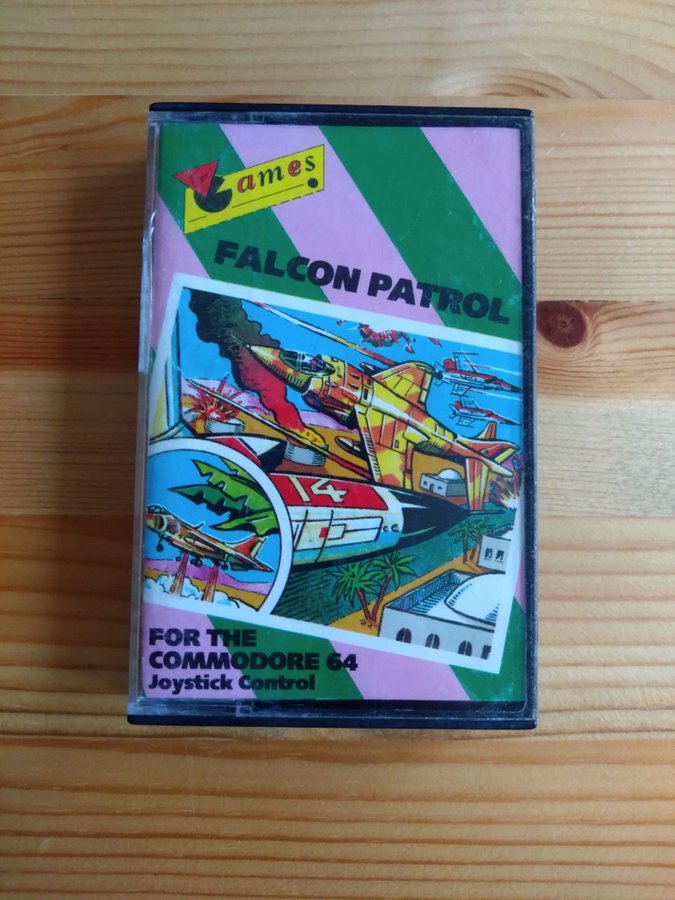 Games
FALCON PATROL
14
FOR THE
COMMODORE 64
Joystick Control